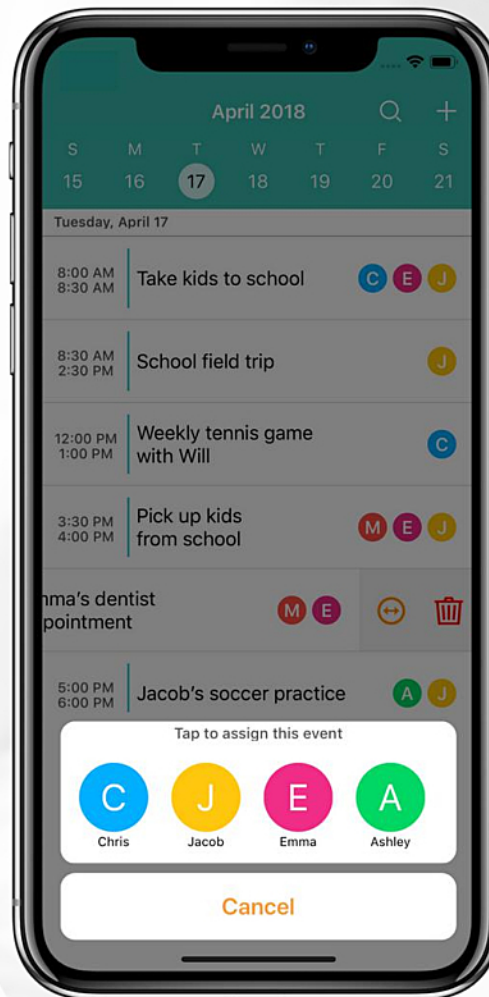 April 2018
S M T W T F S
15 16 17 18 19 20 21
Tuesday, April 17
8:00 AM
8:30 AM
Take kids to school
C E J
8:30 AM
2:30 PM
School field trip
J
12:00 PM
1:00 PM
Weekly tennis game
with Will
C
3:30 PM
4:00 PM
Pick up kids
from school
M E J
ma's dentist
pointment
M E
5:00 PM
6:00 PM
Jacob's soccer practice
A J
Tap to assign this event
C J E A
Chris Jacob Emma Ashley
Cancel